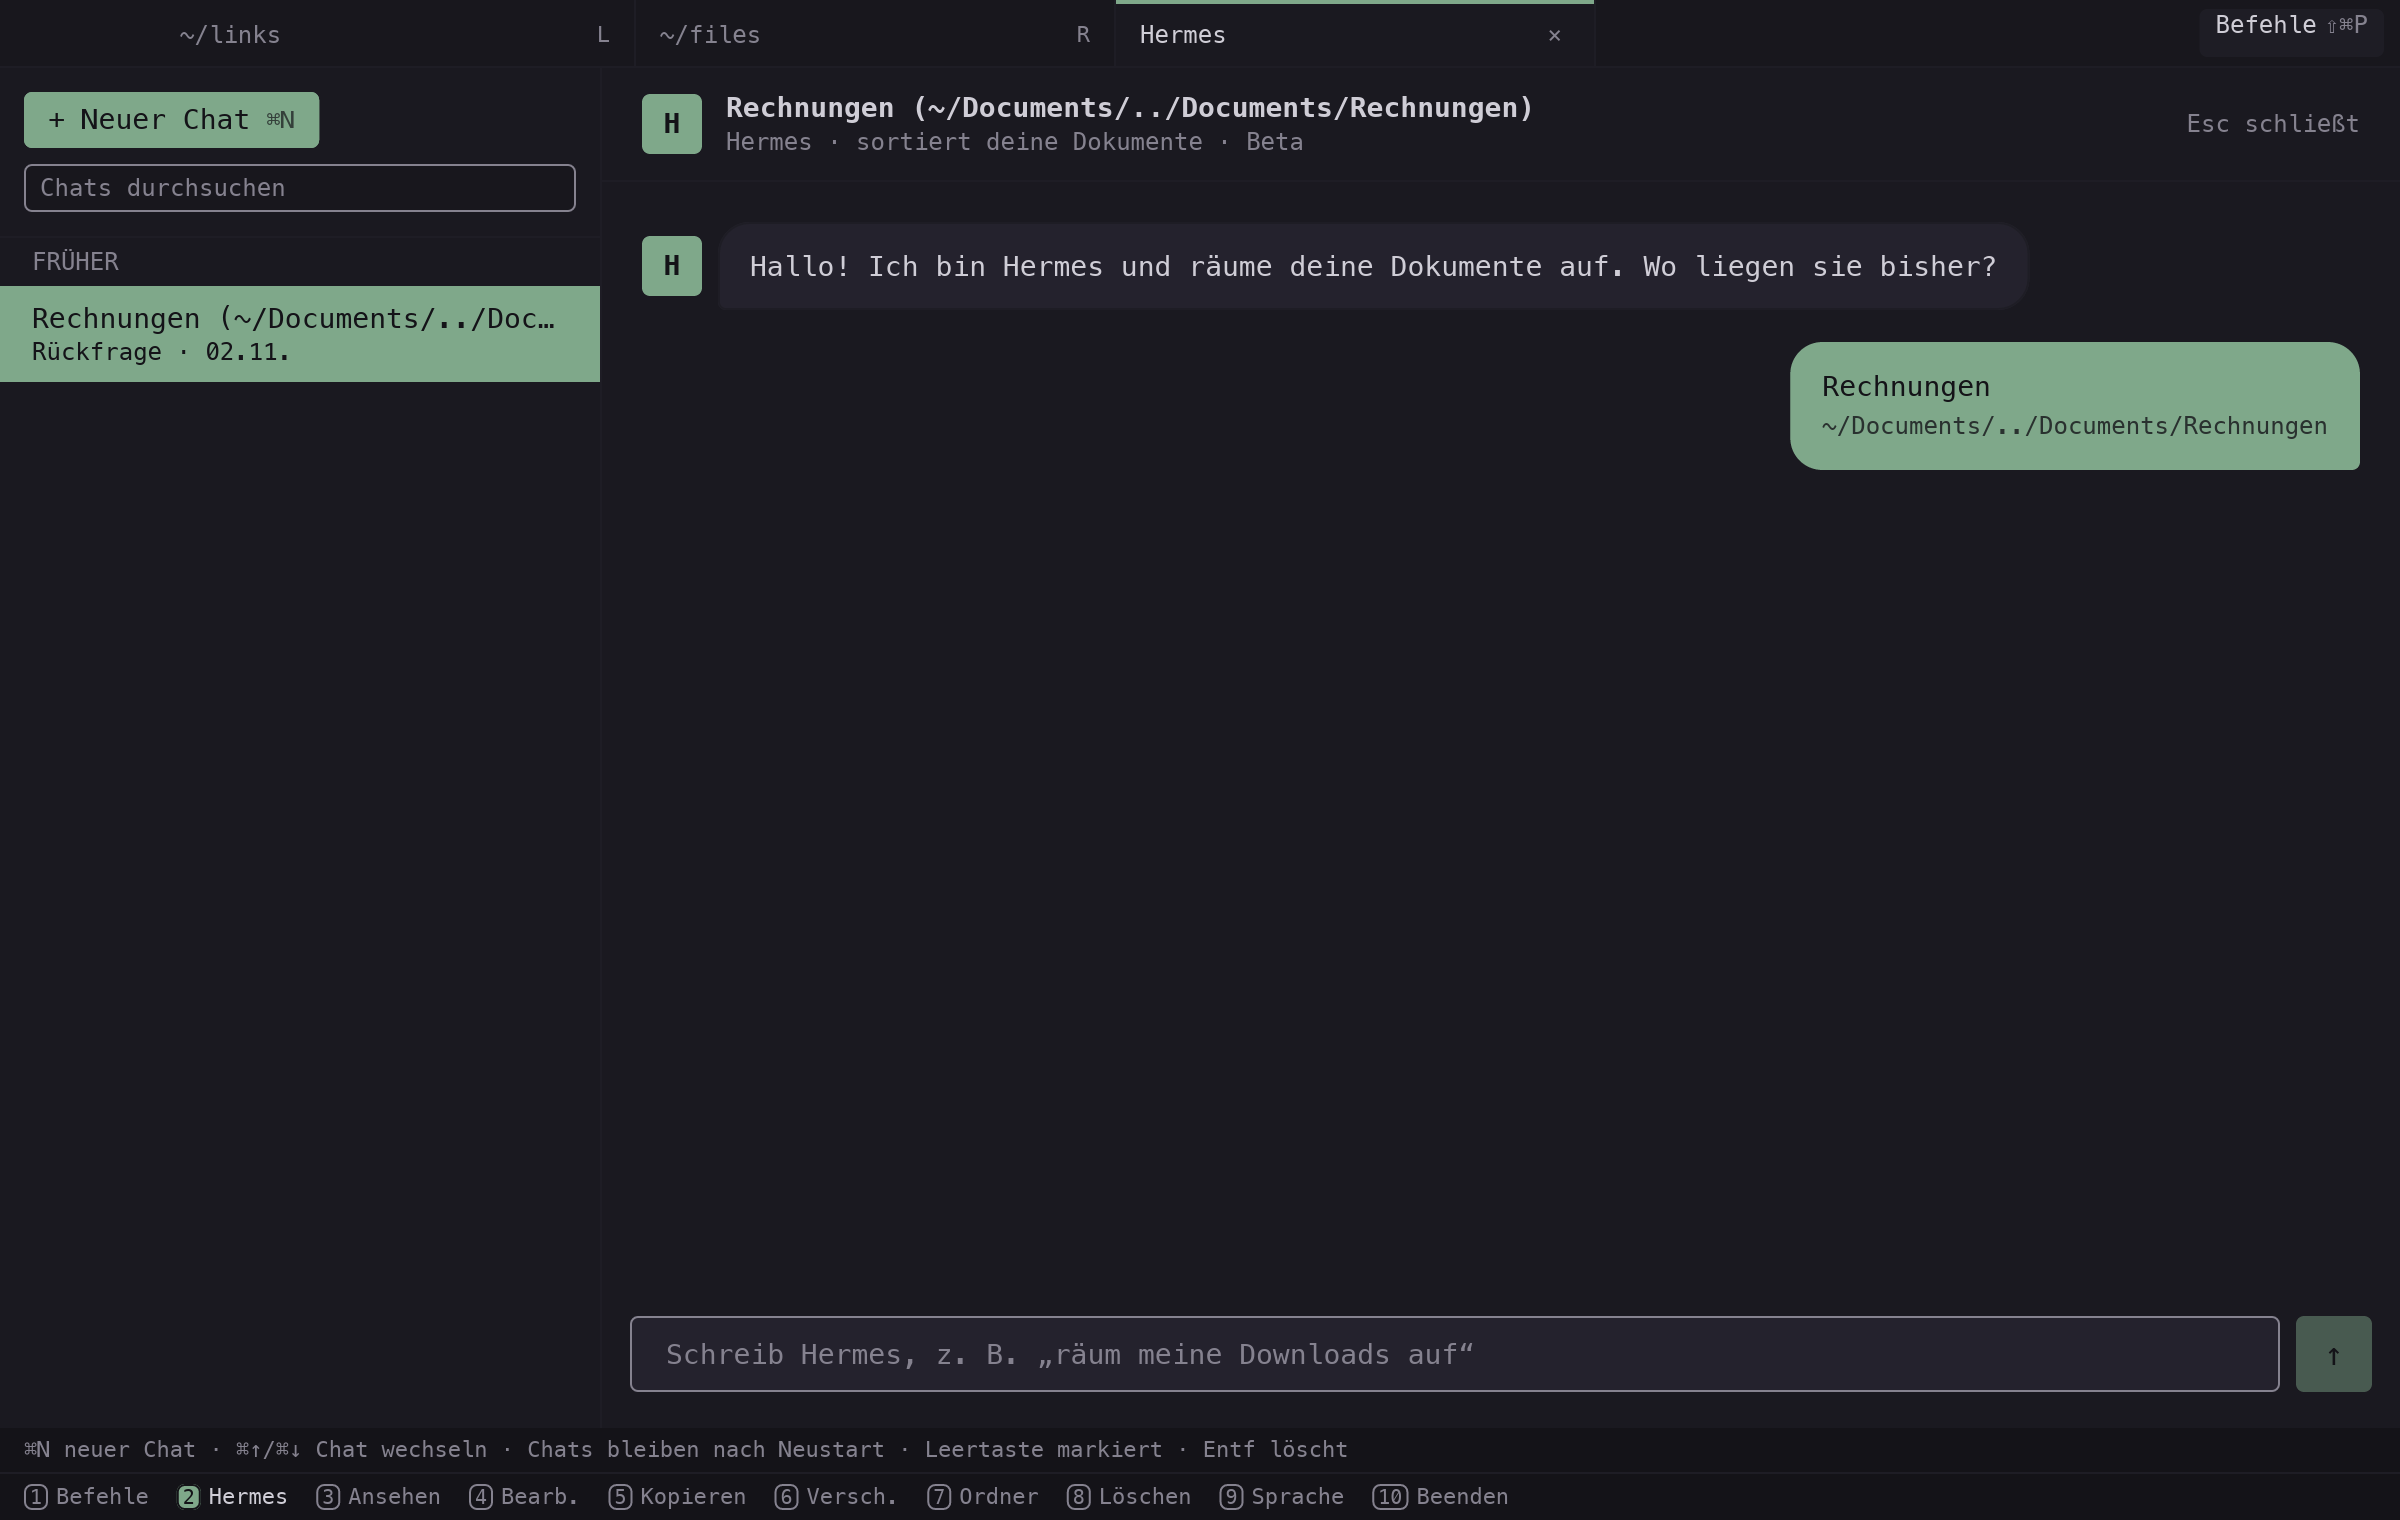 ~/links L ~/files R Hermes × Befehle ⇧⌘P
+ Neuer Chat ⌘N
Chats durchsuchen
FRÜHER
Rechnungen (~/Documents/../Doc…
Rückfrage · 02.11.
H
Rechnungen (~/Documents/../Documents/Rechnungen)
Hermes · sortiert deine Dokumente · Beta
Esc schließt
H
Hallo! Ich bin Hermes und räume deine Dokumente auf. Wo liegen sie bisher?
Rechnungen
~/Documents/../Documents/Rechnungen
Schreib Hermes, z. B. „räum meine Downloads auf“
↑
⌘N neuer Chat · ⌘↑/⌘↓ Chat wechseln · Chats bleiben nach Neustart · Leertaste markiert · Entf löscht
1 Befehle 2 Hermes 3 Ansehen 4 Bearb. 5 Kopieren 6 Versch. 7 Ordner 8 Löschen 9 Sprache 10 Beenden